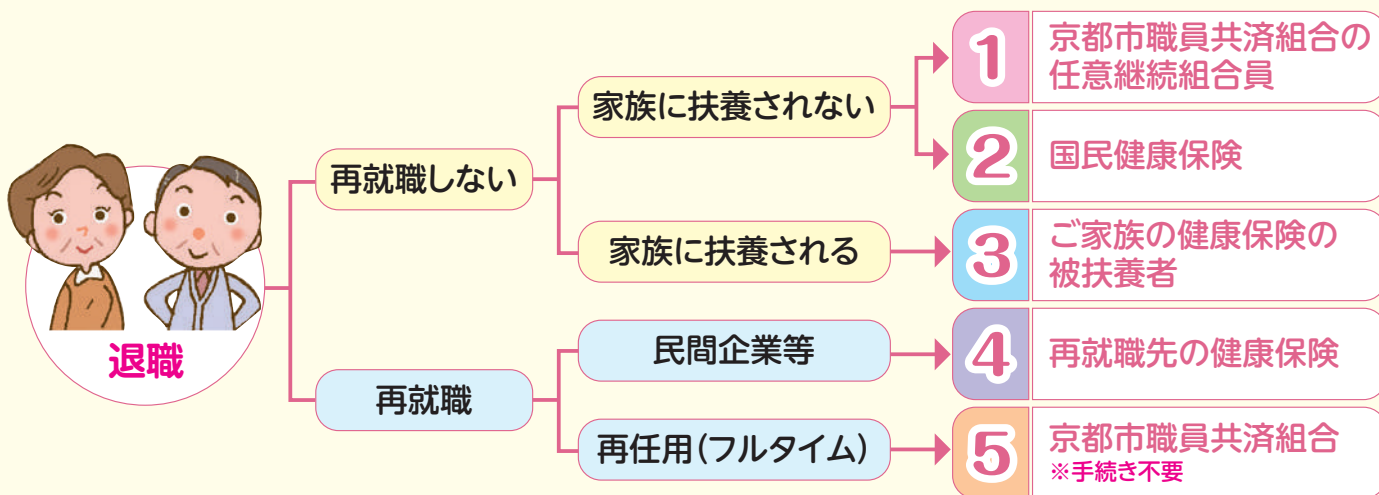 退職
再就職しない
再就職
家族に扶養されない
家族に扶養される
民間企業等
再任用(フルタイム)
1
京都市職員共済組合の
任意継続組合員
2
国民健康保険
3
ご家族の健康保険の
被扶養者
4
再就職先の健康保険
5
京都市職員共済組合
※手続き不要